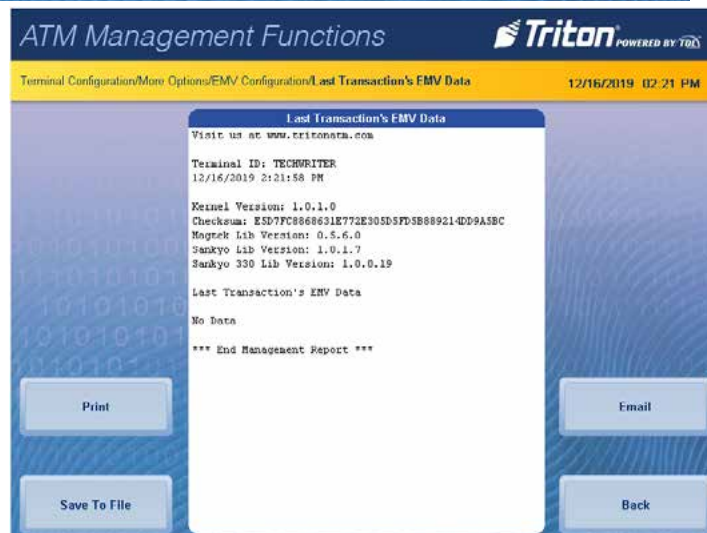 ATM Management Functions
Triton POWERED BY TDL
Terminal Configuration/More Options/EMV Configuration/Last Transaction's EMV Data
12/16/2019 02:21 PM
Last Transaction's EMV Data
Visit us at www.tritonatm.com
Terminal ID: TECHWRITER
12/16/2019 2:21:58 PM
Kernel Version: 1.0.1.0
Checksum: E5D7FC8868631E772E305D5FD5B889214DD9A5BC
Magtek Lib Version: 0.5.6.0
Sankyo Lib Version: 1.0.1.7
Sankyo 330 Lib Version: 1.0.0.19
Last Transaction's EMV Data
No Data
*** End Management Report ***
Print
Email
Save To File
Back